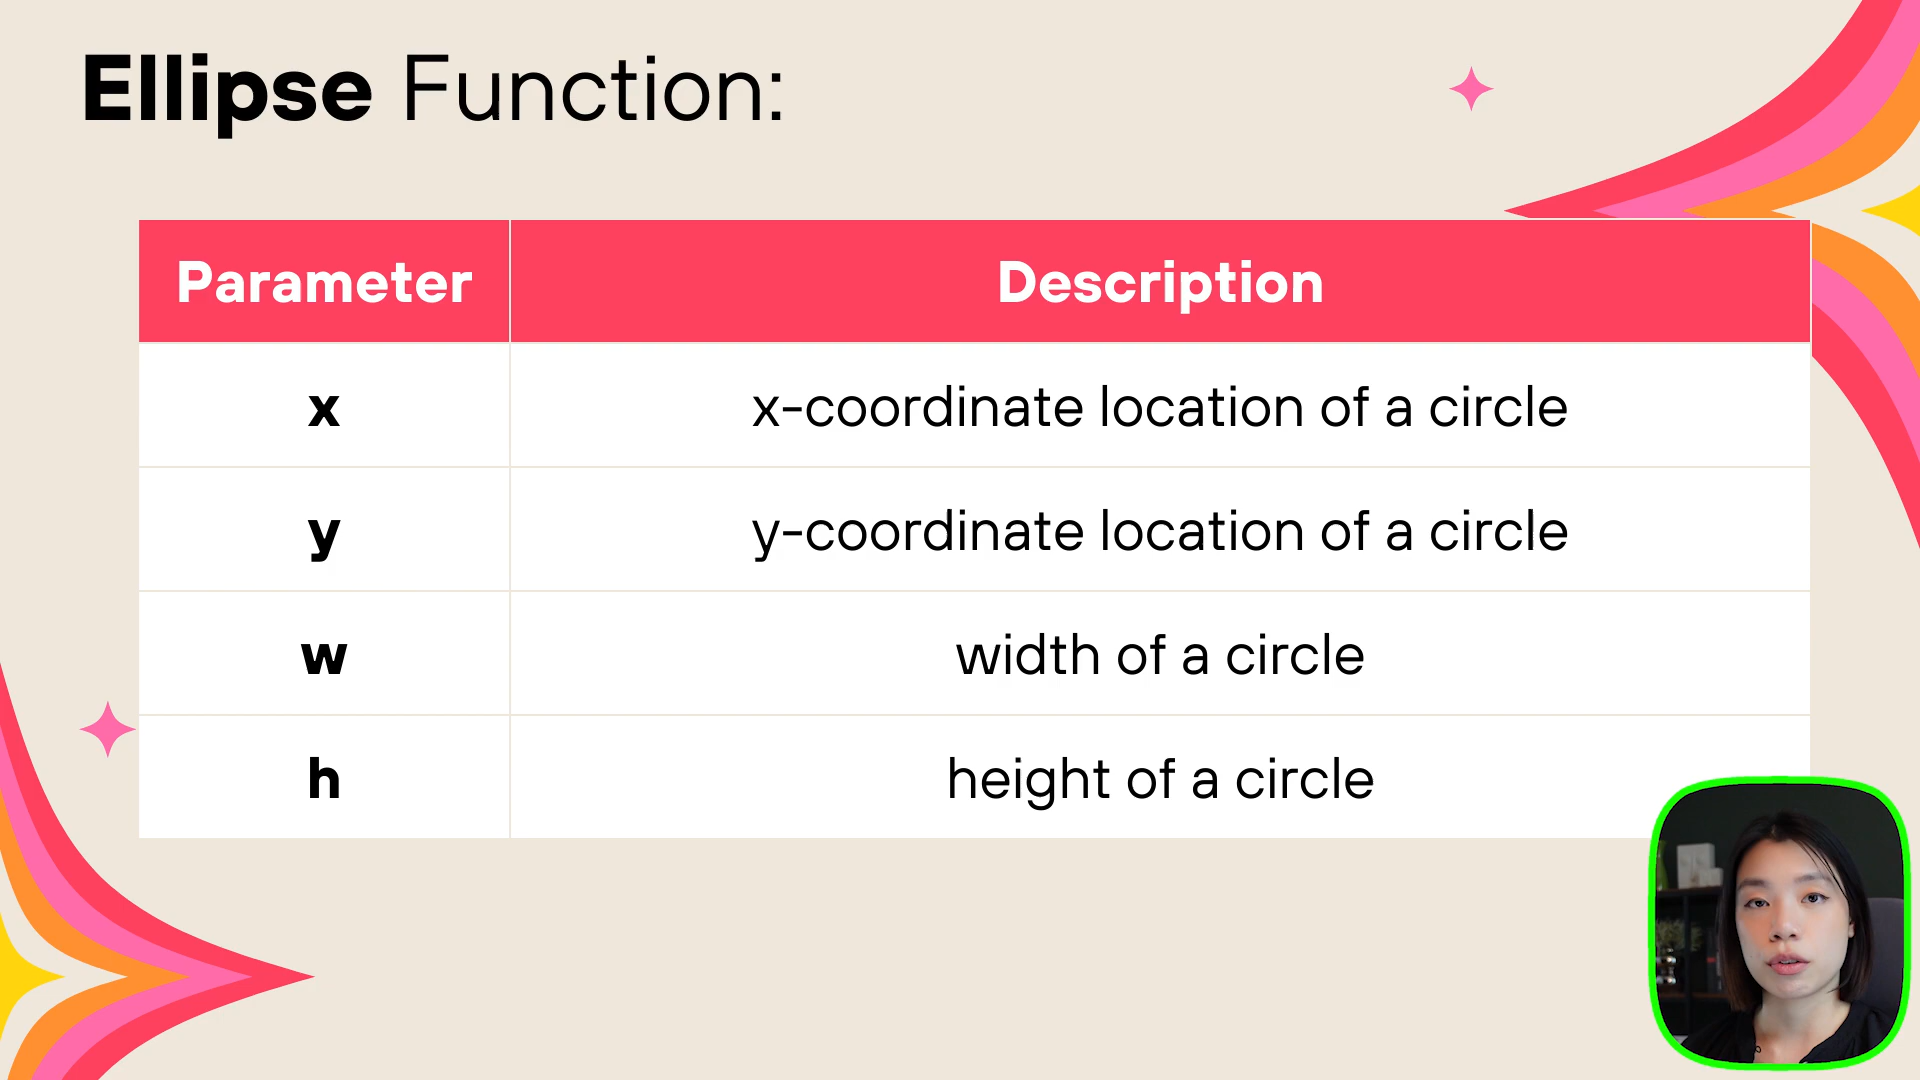 Ellipse Function:
Parameter Description
x x-coordinate location of a circle
y y-coordinate location of a circle
w width of a circle
h height of a circle